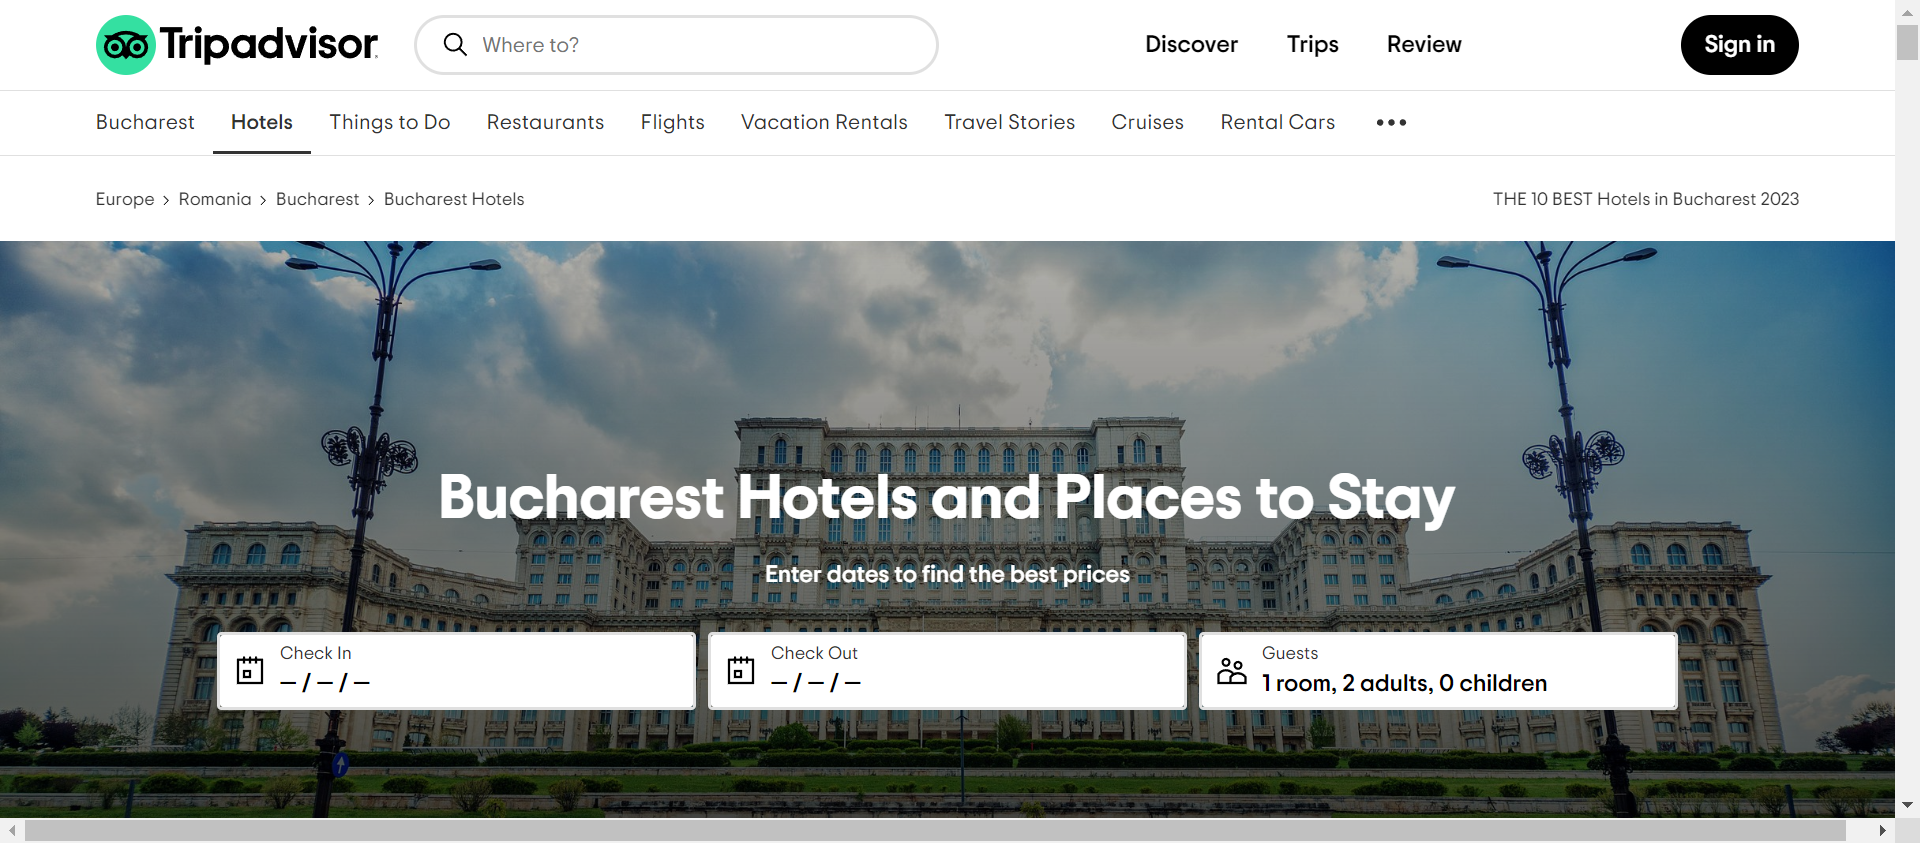 Tripadvisor
Where to?
Discover
Trips
Review
Sign in
Bucharest
Hotels
Things to Do
Restaurants
Flights
Vacation Rentals
Travel Stories
Cruises
Rental Cars
•••
Europe › Romania › Bucharest › Bucharest Hotels
THE 10 BEST Hotels in Bucharest 2023
Bucharest Hotels and Places to Stay
Enter dates to find the best prices
Check In
– / – / –
Check Out
– / – / –
Guests
1 room, 2 adults, 0 children